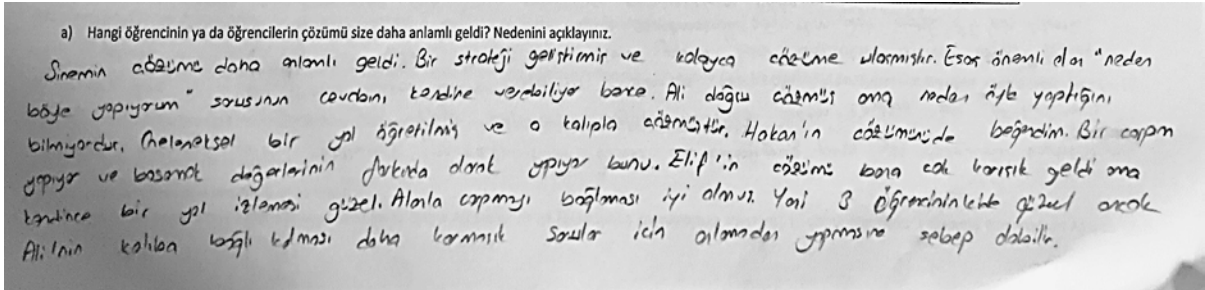 a) Hangi öğrencinin ya da öğrencilerin çözümü size daha anlamlı geldi? Nedenini açıklayınız.
Sinemin çözümü daha anlamlı geldi. Bir strateji geliştirmiş ve kolayca çözüme ulaşmıştır. Esas önemli olan "neden
böyle yapıyorum" sorusunun cevabını, kendine verebiliyor bence. Ali doğru çözmüş ama neden öyle yaptığını
bilmiyordur. Geleneksel bir yol öğretilmiş ve o kalıpla çözmüştür. Hakan'ın çözümünü de beğendim. Bir çarpım
yapıyor ve basamak değerlerinin farkında olarak yapıyor bunu. Elif'in çözümü bana çok karışık geldi ama
kendince bir yol izlemesi güzel. Alanla çarpmayı bağlaması iyi olmuş. Yani 3 öğrencininkide güzel ancak
Ali'nin kalıba bağlı kalması daha karmaşık sorular için anlamadan yapmasına sebep olabilir.